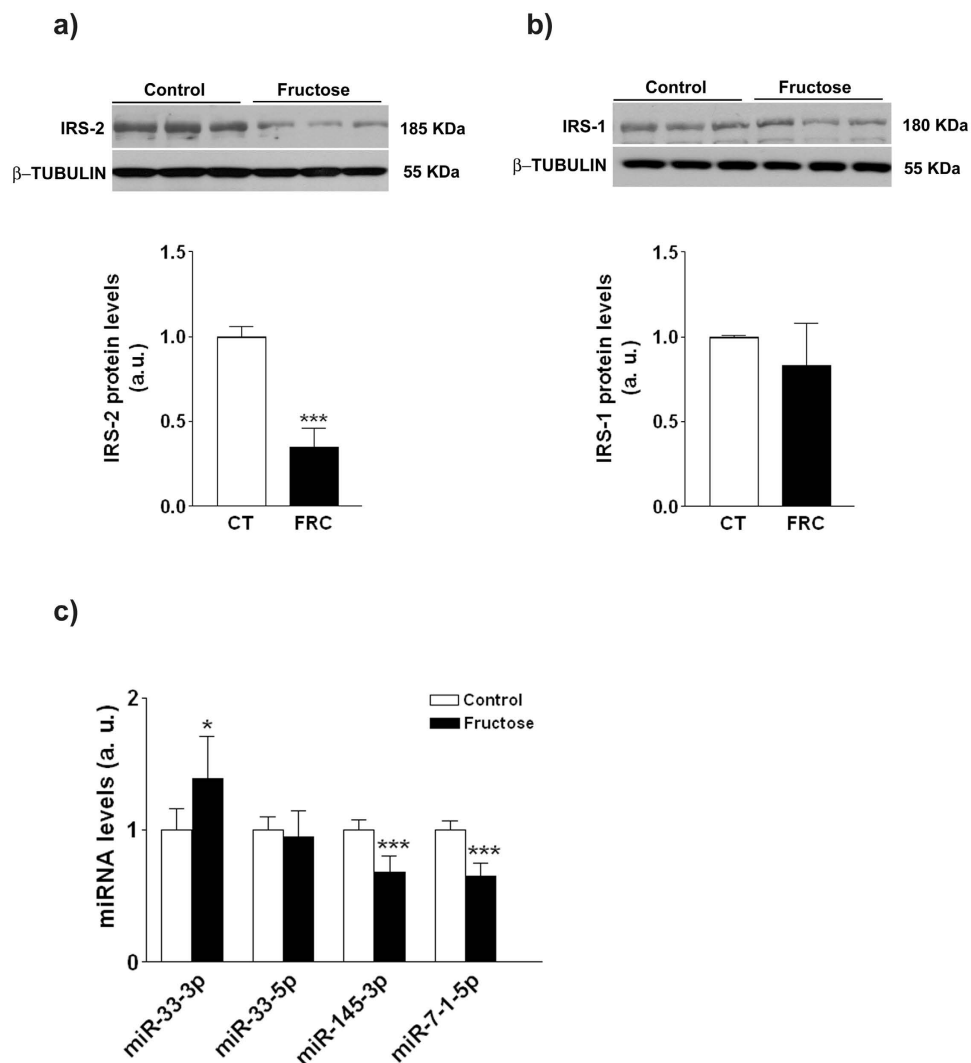 a)
Control Fructose
IRS-2 185 KDa
β–TUBULIN 55 KDa
1.5
1.0
0.5
0.0
IRS-2 protein levels
(a.u.)
***
CT FRC
b)
Control Fructose
IRS-1 180 KDa
β–TUBULIN 55 KDa
1.5
1.0
0.5
0.0
IRS-1 protein levels
(a. u.)
CT FRC
c)
2
1
0
miRNA levels (a. u.)
Control
Fructose
*
***
***
miR-33-3p
miR-33-5p
miR-145-3p
miR-7-1-5p